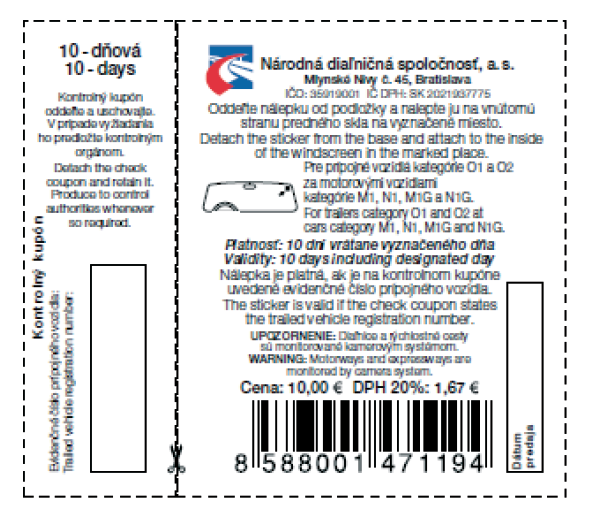 10 - dňová
10 - days
Kontrolný kupón
oddeľte a uschovajte.
V prípade vyžiadania
ho predložte kontrolným
orgánom.
Detach the check
coupon and retain it.
Produce to control
authorities whenever
so required.
Kontrolný kupón
Evidenčné číslo prípojného vozidla:
Trailed vehicle registration number:
Národná diaľničná spoločnosť, a. s.
Mlynské Nivy č. 45, Bratislava
IČO: 35919001 IČ DPH: SK 2021937775
Oddeľte nálepku od podložky a nalepte ju na vnútornú
stranu predného skla na vyznačené miesto.
Detach the sticker from the base and attach to the inside
of the windscreen in the marked place.
Pre prípojné vozidlá kategórie O1 a O2
za motorovými vozidlami
kategórie M1, N1, M1G a N1G.
For trailers category O1 and O2 at
cars category M1, N1, M1G and N1G.
Platnosť: 10 dní vrátane vyznačeného dňa
Validity: 10 days including designated day
Nálepka je platná, ak je na kontrolnom kupóne
uvedené evidenčné číslo prípojného vozidla.
The sticker is valid if the check coupon states
the trailed vehicle registration number.
UPOZORNENIE: Diaľnice a rýchlostné cesty
sú monitorované kamerovým systémom.
WARNING: Motorways and expressways are
monitored by camera system.
Cena: 10,00 € DPH 20%: 1,67 €
8 588001 471194
Dátum
predaja